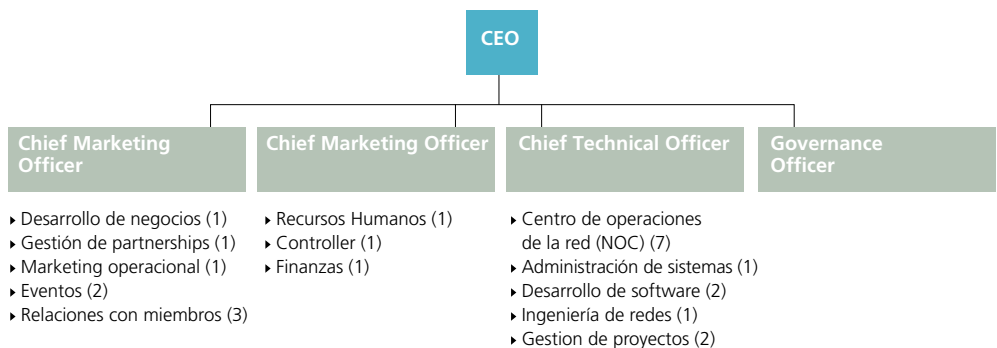 CEO
Chief Marketing
Officer
Chief Marketing Officer
Chief Technical Officer
Governance
Officer
▸ Desarrollo de negocios (1)
▸ Gestión de partnerships (1)
▸ Marketing operacional (1)
▸ Eventos (2)
▸ Relaciones con miembros (3)
▸ Recursos Humanos (1)
▸ Controller (1)
▸ Finanzas (1)
▸ Centro de operaciones
de la red (NOC) (7)
▸ Administración de sistemas (1)
▸ Desarrollo de software (2)
▸ Ingeniería de redes (1)
▸ Gestion de proyectos (2)